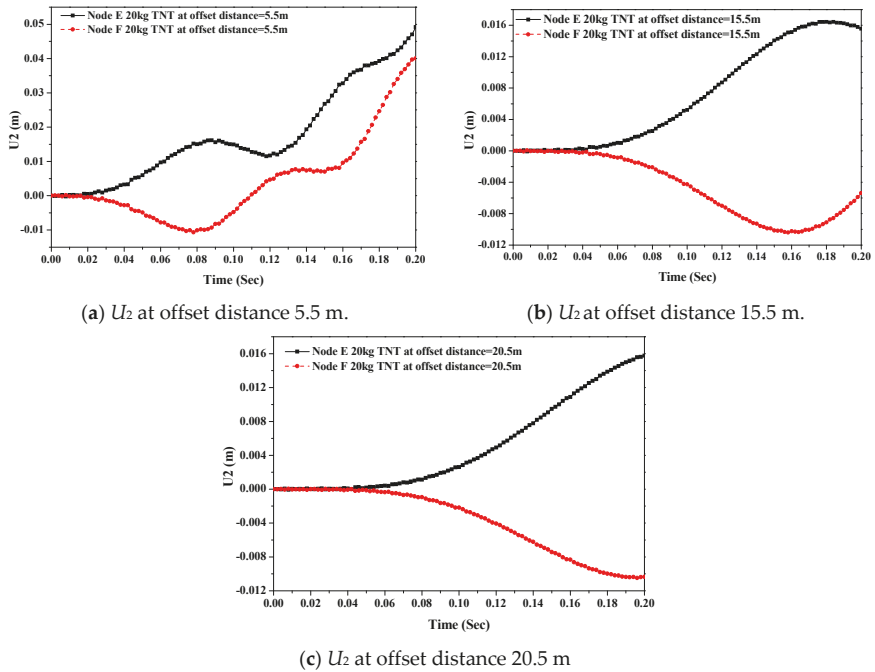 Node E 20kg TNT at offset distance=5.5m
Node F 20kg TNT at offset distance=5.5m
U2 (m)
0.05
0.04
0.03
0.02
0.01
0.00
-0.01
0.00 0.02 0.04 0.06 0.08 0.10 0.12 0.14 0.16 0.18 0.20
Time (Sec)
(a) U2 at offset distance 5.5 m.
Node E 20kg TNT at offset distance=15.5m
Node F 20kg TNT at offset distance=15.5m
U2 (m)
0.016
0.012
0.008
0.004
0.000
-0.004
-0.008
-0.012
0.00 0.02 0.04 0.06 0.08 0.10 0.12 0.14 0.16 0.18 0.20
Time (Sec)
(b) U2 at offset distance 15.5 m.
Node E 20kg TNT at offset distance=20.5m
Node F 20kg TNT at offset distance=20.5m
U2 (m)
0.016
0.012
0.008
0.004
0.000
-0.004
-0.008
-0.012
0.00 0.02 0.04 0.06 0.08 0.10 0.12 0.14 0.16 0.18 0.20
Time (Sec)
(c) U2 at offset distance 20.5 m